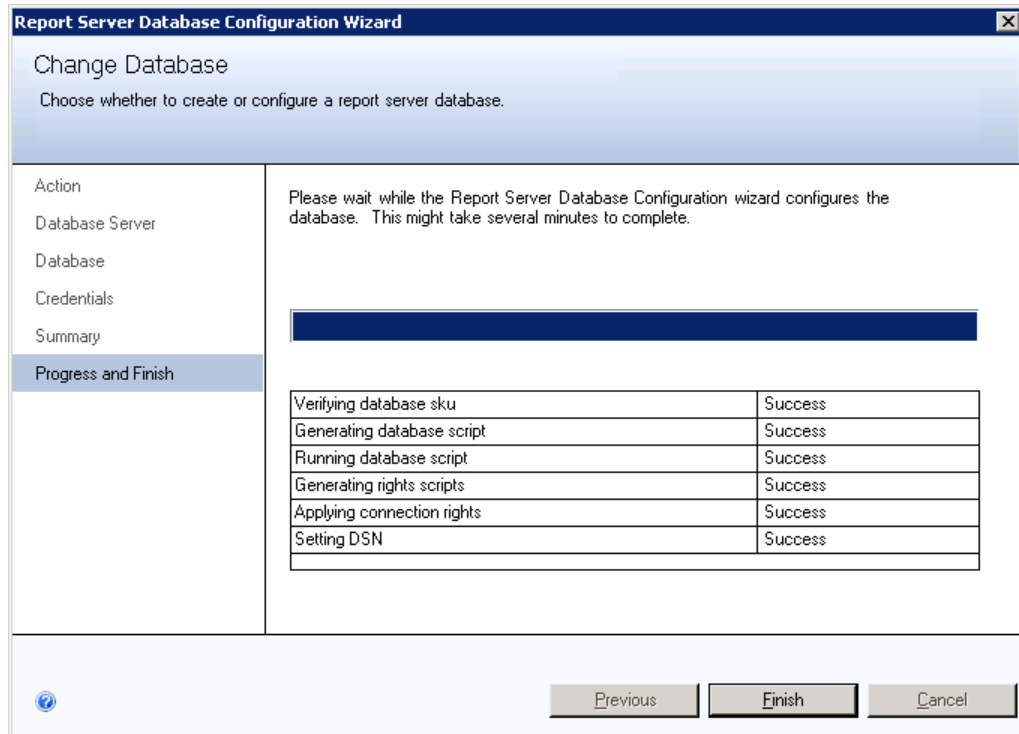 Report Server Database Configuration Wizard
Change Database
Choose whether to create or configure a report server database.
Action
Database Server
Database
Credentials
Summary
Progress and Finish
Please wait while the Report Server Database Configuration wizard configures the
database. This might take several minutes to complete.
Verifying database sku Success
Generating database script Success
Running database script Success
Generating rights scripts Success
Applying connection rights Success
Setting DSN Success
Previous Finish Cancel